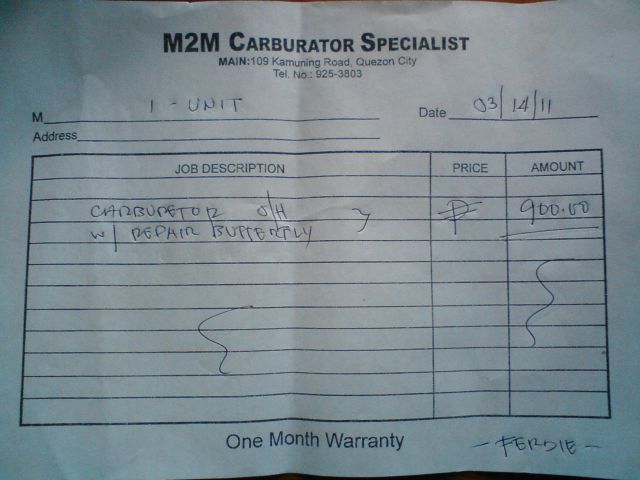 M2M CARBURATOR SPECIALIST
MAIN:109 Kamuning Road, Quezon City
Tel. No.: 925-3803
M 1 - UNIT Date 03/14/11
Address
JOB DESCRIPTION PRICE AMOUNT
CARBURETOR O/H ₱ 900.00
W/ REPAIR BUTTERFLY
One Month Warranty - FERDIE -